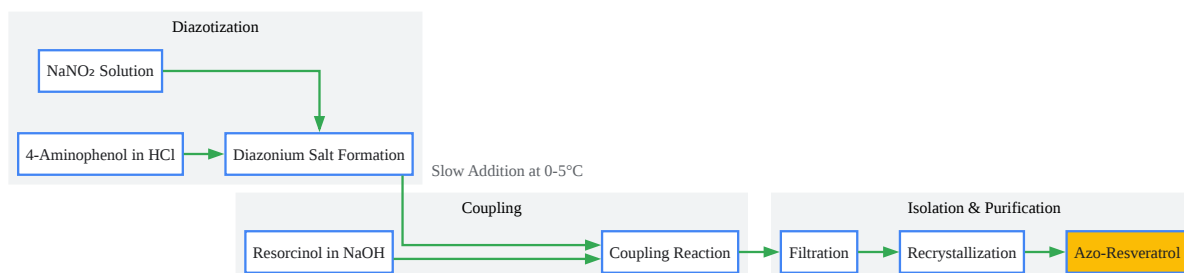 Diazotization
NaNO₂ Solution
4-Aminophenol in HCl
Diazonium Salt Formation
Slow Addition at 0-5°C
Coupling
Resorcinol in NaOH
Coupling Reaction
Isolation & Purification
Filtration
Recrystallization
Azo-Resveratrol